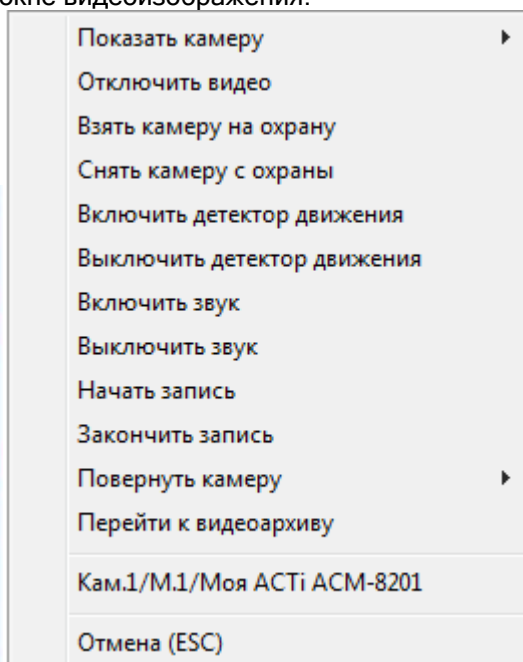 окне видеоизображения.
Показать камеру
Отключить видео
Взять камеру на охрану
Снять камеру с охраны
Включить детектор движения
Выключить детектор движения
Включить звук
Выключить звук
Начать запись
Закончить запись
Повернуть камеру
Перейти к видеоархиву
Кам.1/М.1/Моя ACTi ACM-8201
Отмена (ESC)